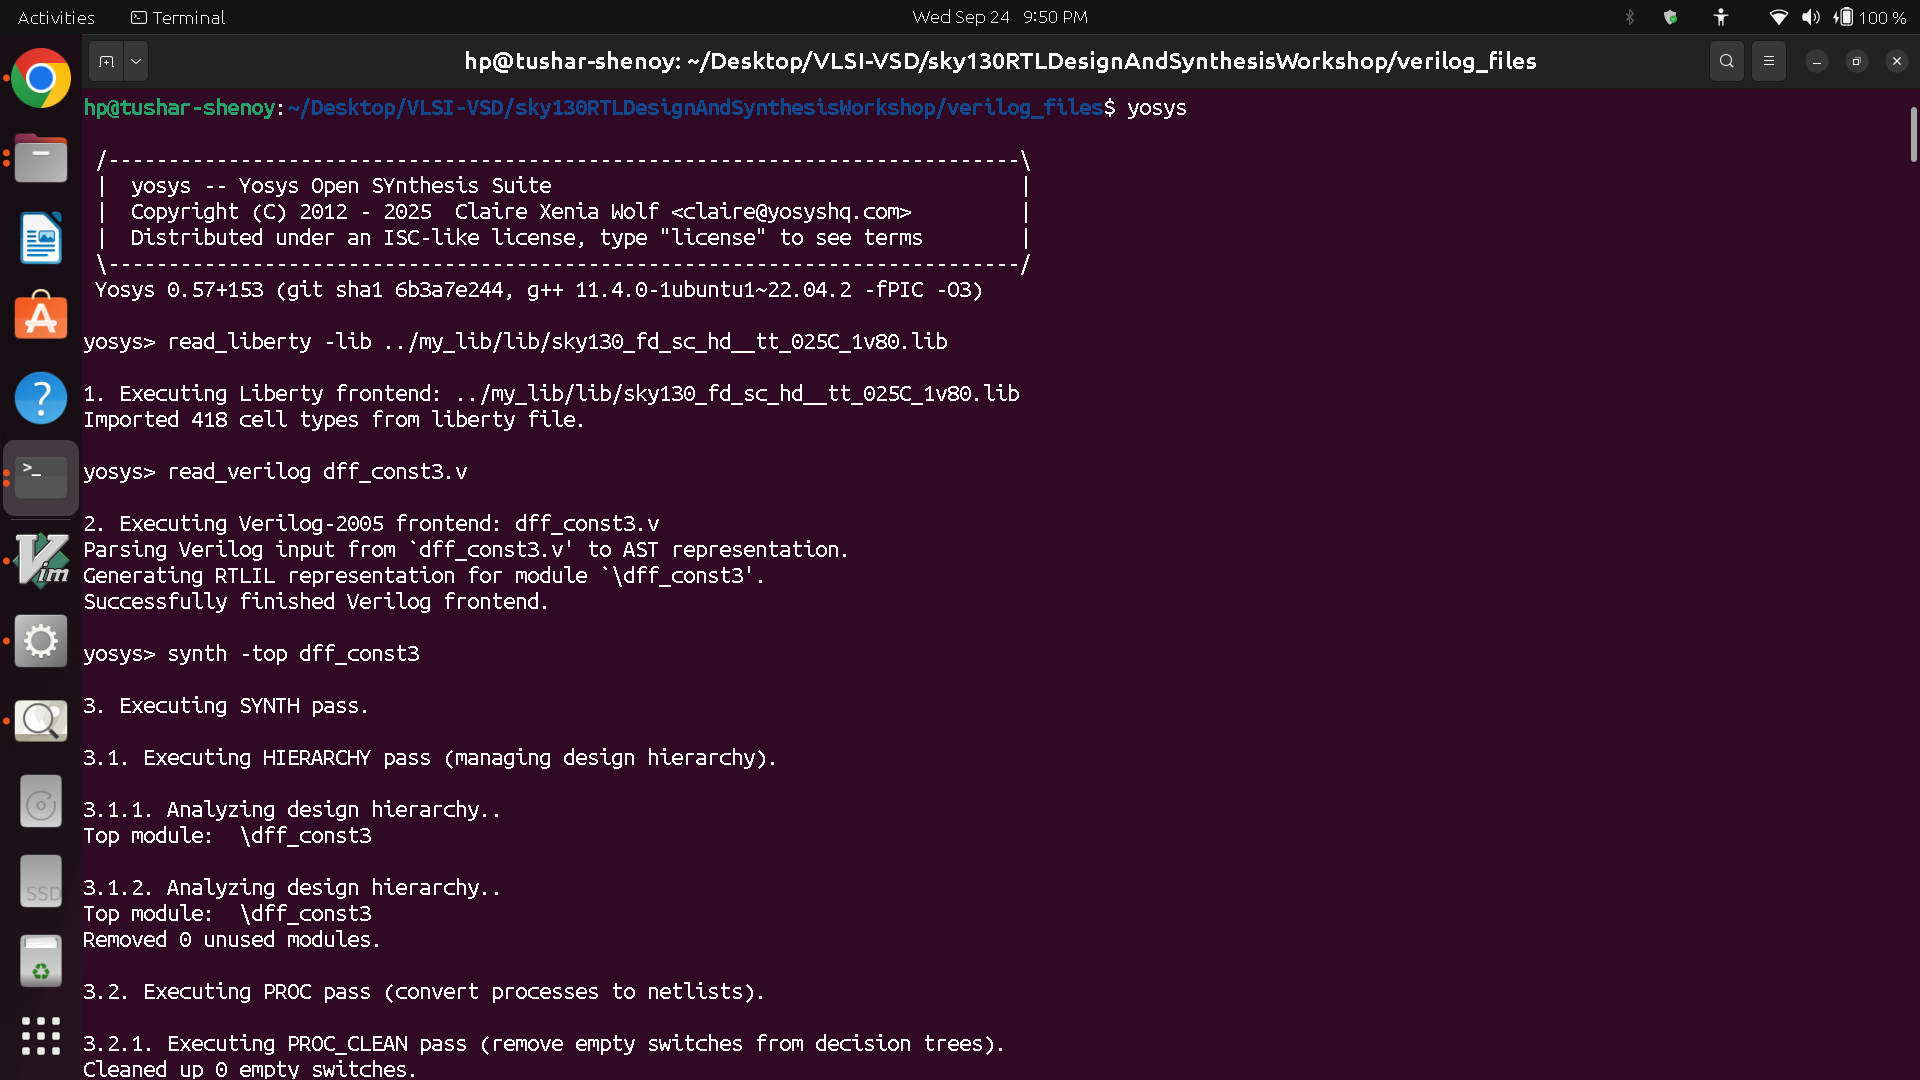 Activities Terminal Wed Sep 24 9:50 PM 100 %
hp@tushar-shenoy: ~/Desktop/VLSI-VSD/sky130RTLDesignAndSynthesisWorkshop/verilog_files
hp@tushar-shenoy:~/Desktop/VLSI-VSD/sky130RTLDesignAndSynthesisWorkshop/verilog_files$ yosys
/----------------------------------------------------------------------------\
| yosys -- Yosys Open SYnthesis Suite |
| Copyright (C) 2012 - 2025 Claire Xenia Wolf <claire@yosyshq.com> |
| Distributed under an ISC-like license, type "license" to see terms |
\----------------------------------------------------------------------------/
Yosys 0.57+153 (git sha1 6b3a7e244, g++ 11.4.0-1ubuntu1~22.04.2 -fPIC -O3)
yosys> read_liberty -lib ../my_lib/lib/sky130_fd_sc_hd__tt_025C_1v80.lib
1. Executing Liberty frontend: ../my_lib/lib/sky130_fd_sc_hd__tt_025C_1v80.lib
Imported 418 cell types from liberty file.
yosys> read_verilog dff_const3.v
2. Executing Verilog-2005 frontend: dff_const3.v
Parsing Verilog input from `dff_const3.v' to AST representation.
Generating RTLIL representation for module `\dff_const3'.
Successfully finished Verilog frontend.
yosys> synth -top dff_const3
3. Executing SYNTH pass.
3.1. Executing HIERARCHY pass (managing design hierarchy).
3.1.1. Analyzing design hierarchy..
Top module:  \dff_const3
3.1.2. Analyzing design hierarchy..
Top module:  \dff_const3
Removed 0 unused modules.
3.2. Executing PROC pass (convert processes to netlists).
3.2.1. Executing PROC_CLEAN pass (remove empty switches from decision trees).
Cleaned up 0 empty switches.
Vim
SSD